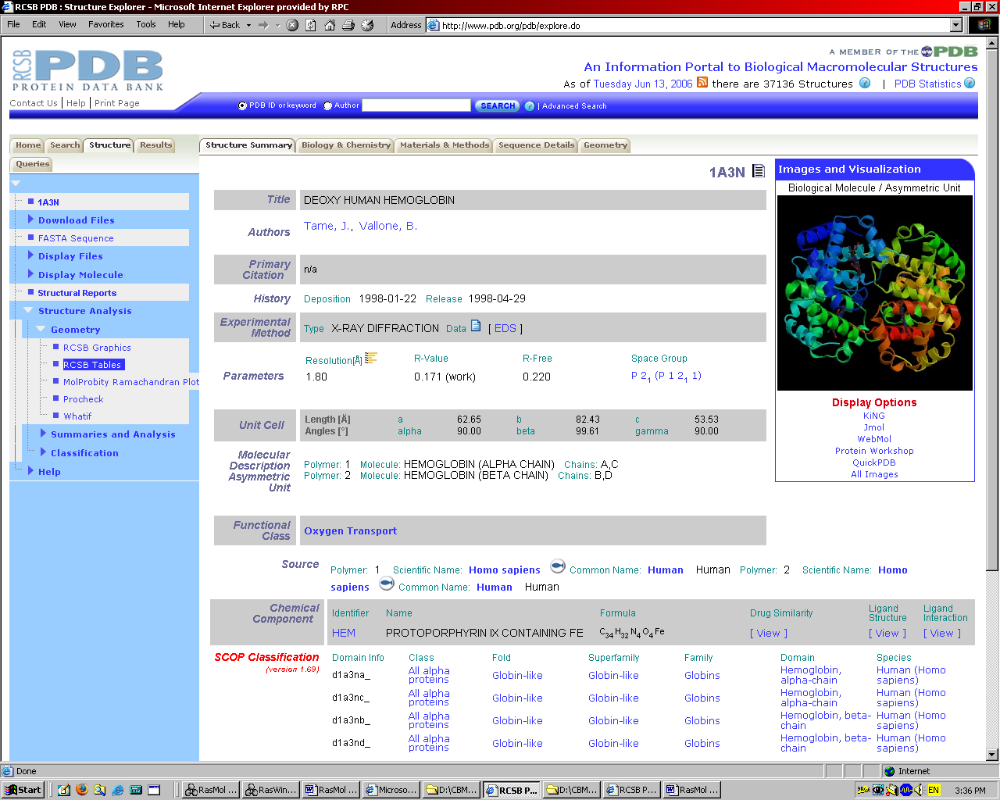 RCSB PDB : Structure Explorer - Microsoft Internet Explorer provided by RPC
File Edit View Favorites Tools Help Back Address http://www.pdb.org/pdb/explore.do
RCSB PDB
PROTEIN DATA BANK
A MEMBER OF THE PDB
An Information Portal to Biological Macromolecular Structures
As of Tuesday Jun 13, 2006 there are 37136 Structures ? | PDB Statistics ?
Contact Us | Help | Print Page
PDB ID or keyword Author SEARCH ? | Advanced Search
Home Search Structure Results
Queries
Structure Summary Biology & Chemistry Materials & Methods Sequence Details Geometry
1A3N
Download Files
FASTA Sequence
Display Files
Display Molecule
Structural Reports
Structure Analysis
Geometry
RCSB Graphics
RCSB Tables
MolProbity Ramachandran Plot
Procheck
Whatif
Summaries and Analysis
Classification
Help
1A3N
Title DEOXY HUMAN HEMOGLOBIN
Authors Tame, J., Vallone, B.
Primary Citation n/a
History Deposition 1998-01-22 Release 1998-04-29
Experimental Method Type X-RAY DIFFRACTION Data [ EDS ]
Parameters Resolution[Å] R-Value R-Free Space Group
1.80 0.171 (work) 0.220 P 2₁ (P 1 2₁ 1)
Unit Cell Length [Å] a 62.65 b 82.43 c 53.53
Angles [°] alpha 90.00 beta 99.61 gamma 90.00
Molecular Description Asymmetric Unit
Polymer: 1 Molecule: HEMOGLOBIN (ALPHA CHAIN) Chains: A,C
Polymer: 2 Molecule: HEMOGLOBIN (BETA CHAIN) Chains: B,D
Functional Class Oxygen Transport
Source Polymer: 1 Scientific Name: Homo sapiens Common Name: Human Human Polymer: 2 Scientific Name: Homo
sapiens Common Name: Human Human
Chemical Component Identifier Name Formula Drug Similarity Ligand Structure Ligand Interaction
HEM PROTOPORPHYRIN IX CONTAINING FE C₃₄H₃₂N₄O₄Fe [ View ] [ View ] [ View ]
SCOP Classification (version 1.69)
Domain Info Class Fold Superfamily Family Domain Species
d1a3na_ All alpha proteins Globin-like Globin-like Globins Hemoglobin, alpha-chain Human (Homo sapiens)
d1a3nc_ All alpha proteins Globin-like Globin-like Globins Hemoglobin, alpha-chain Human (Homo sapiens)
d1a3nb_ All alpha proteins Globin-like Globin-like Globins Hemoglobin, beta-chain Human (Homo sapiens)
d1a3nd_ All alpha proteins Globin-like Globin-like Globins Hemoglobin, beta-chain Human (Homo sapiens)
Images and Visualization
Biological Molecule / Asymmetric Unit
Display Options
KiNG
Jmol
WebMol
Protein Workshop
QuickPDB
All Images
Done Internet
Start RasMol ... RasWin... RasMol ... Microso... D:\CBM... RCSB P... D:\CBM... RCSB P... RasMol ... EN 3:36 PM